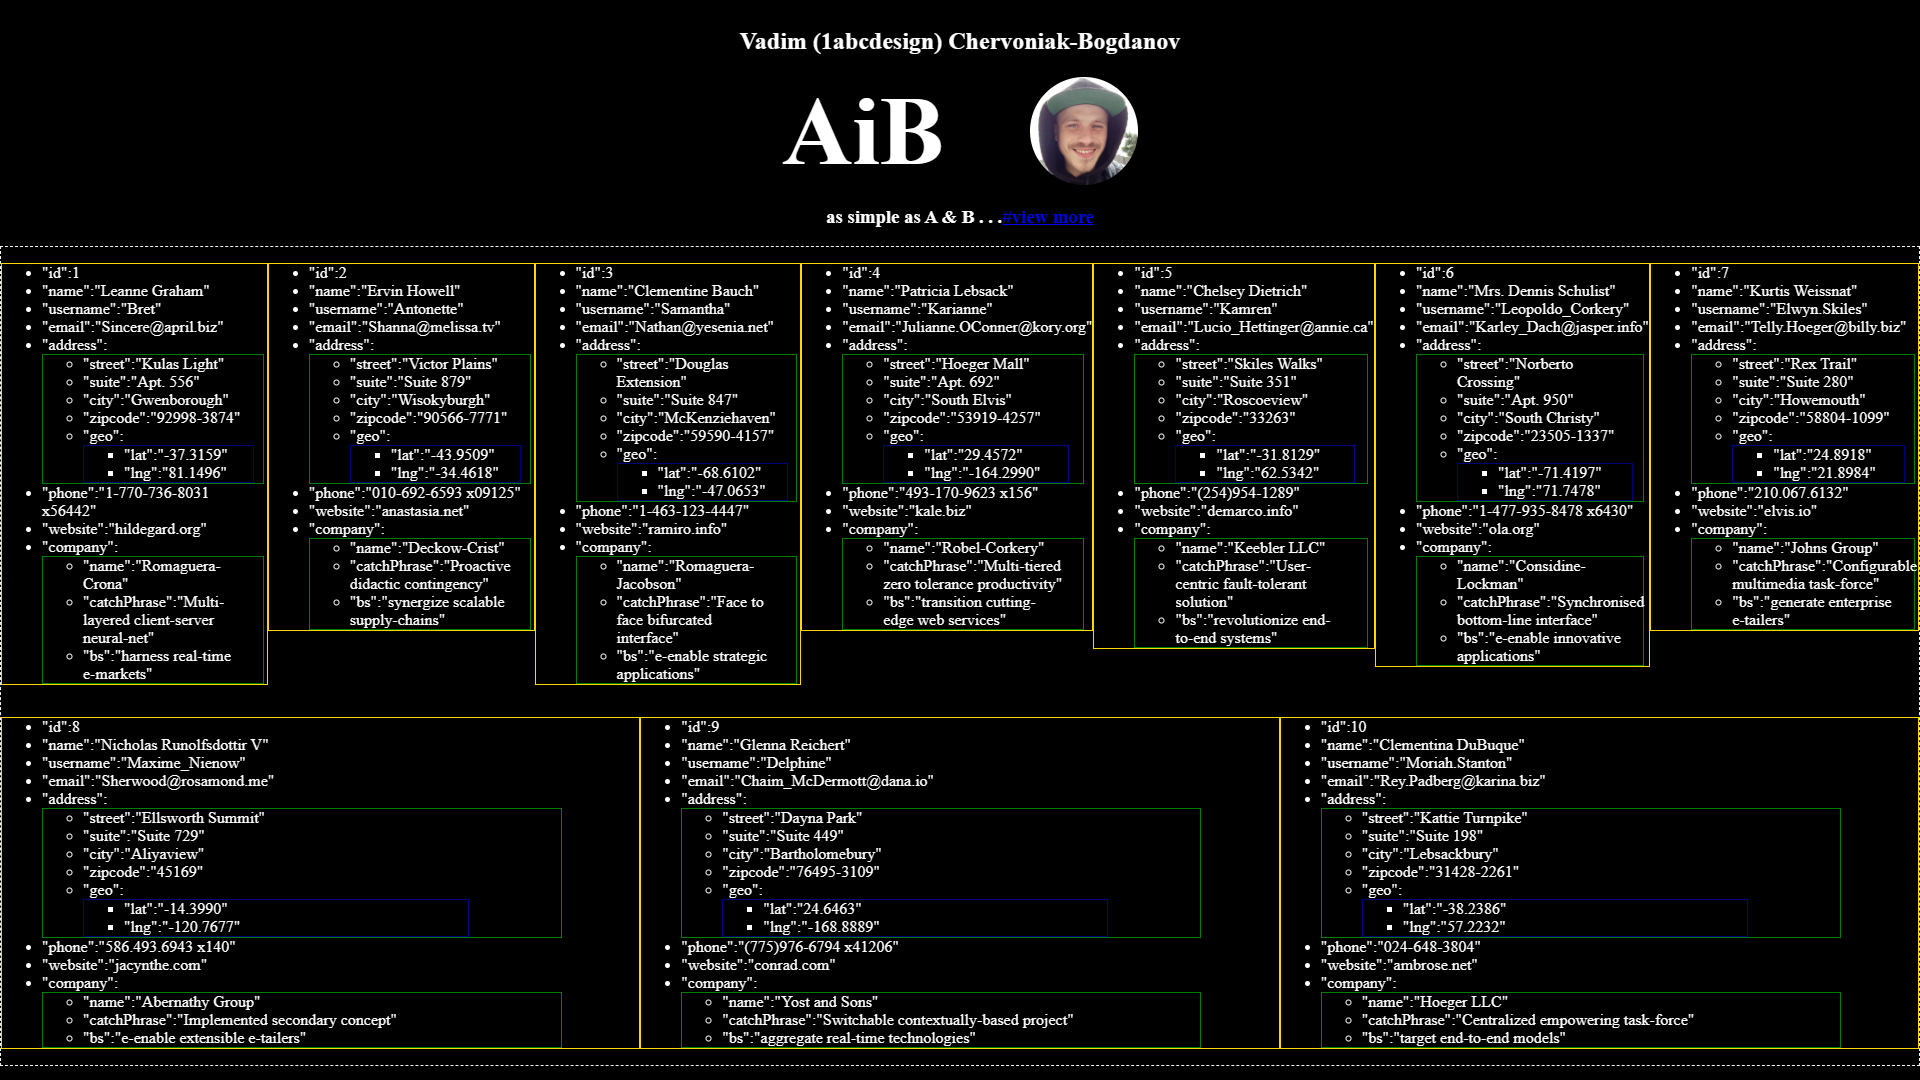 Vadim (1abcdesign) Chervoniak-Bogdanov
AiB
as simple as A & B . . .#view more
"id":1
"name":"Leanne Graham"
"username":"Bret"
"email":"Sincere@april.biz"
"address":
"street":"Kulas Light"
"suite":"Apt. 556"
"city":"Gwenborough"
"zipcode":"92998-3874"
"geo":
"lat":"-37.3159"
"lng":"81.1496"
"phone":"1-770-736-8031
x56442"
"website":"hildegard.org"
"company":
"name":"Romaguera-
Crona"
"catchPhrase":"Multi-
layered client-server
neural-net"
"bs":"harness real-time
e-markets"
"id":2
"name":"Ervin Howell"
"username":"Antonette"
"email":"Shanna@melissa.tv"
"address":
"street":"Victor Plains"
"suite":"Suite 879"
"city":"Wisokyburgh"
"zipcode":"90566-7771"
"geo":
"lat":"-43.9509"
"lng":"-34.4618"
"phone":"010-692-6593 x09125"
"website":"anastasia.net"
"company":
"name":"Deckow-Crist"
"catchPhrase":"Proactive
didactic contingency"
"bs":"synergize scalable
supply-chains"
"id":3
"name":"Clementine Bauch"
"username":"Samantha"
"email":"Nathan@yesenia.net"
"address":
"street":"Douglas
Extension"
"suite":"Suite 847"
"city":"McKenziehaven"
"zipcode":"59590-4157"
"geo":
"lat":"-68.6102"
"lng":"-47.0653"
"phone":"1-463-123-4447"
"website":"ramiro.info"
"company":
"name":"Romaguera-
Jacobson"
"catchPhrase":"Face to
face bifurcated
interface"
"bs":"e-enable strategic
applications"
"id":4
"name":"Patricia Lebsack"
"username":"Karianne"
"email":"Julianne.OConner@kory.org"
"address":
"street":"Hoeger Mall"
"suite":"Apt. 692"
"city":"South Elvis"
"zipcode":"53919-4257"
"geo":
"lat":"29.4572"
"lng":"-164.2990"
"phone":"493-170-9623 x156"
"website":"kale.biz"
"company":
"name":"Robel-Corkery"
"catchPhrase":"Multi-tiered
zero tolerance productivity"
"bs":"transition cutting-
edge web services"
"id":5
"name":"Chelsey Dietrich"
"username":"Kamren"
"email":"Lucio_Hettinger@annie.ca"
"address":
"street":"Skiles Walks"
"suite":"Suite 351"
"city":"Roscoeview"
"zipcode":"33263"
"geo":
"lat":"-31.8129"
"lng":"62.5342"
"phone":"(254)954-1289"
"website":"demarco.info"
"company":
"name":"Keebler LLC"
"catchPhrase":"User-
centric fault-tolerant
solution"
"bs":"revolutionize end-
to-end systems"
"id":6
"name":"Mrs. Dennis Schulist"
"username":"Leopoldo_Corkery"
"email":"Karley_Dach@jasper.info"
"address":
"street":"Norberto
Crossing"
"suite":"Apt. 950"
"city":"South Christy"
"zipcode":"23505-1337"
"geo":
"lat":"-71.4197"
"lng":"71.7478"
"phone":"1-477-935-8478 x6430"
"website":"ola.org"
"company":
"name":"Considine-
Lockman"
"catchPhrase":"Synchronised
bottom-line interface"
"bs":"e-enable innovative
applications"
"id":7
"name":"Kurtis Weissnat"
"username":"Elwyn.Skiles"
"email":"Telly.Hoeger@billy.biz"
"address":
"street":"Rex Trail"
"suite":"Suite 280"
"city":"Howemouth"
"zipcode":"58804-1099"
"geo":
"lat":"24.8918"
"lng":"21.8984"
"phone":"210.067.6132"
"website":"elvis.io"
"company":
"name":"Johns Group"
"catchPhrase":"Configurable
multimedia task-force"
"bs":"generate enterprise
e-tailers"
"id":8
"name":"Nicholas Runolfsdottir V"
"username":"Maxime_Nienow"
"email":"Sherwood@rosamond.me"
"address":
"street":"Ellsworth Summit"
"suite":"Suite 729"
"city":"Aliyaview"
"zipcode":"45169"
"geo":
"lat":"-14.3990"
"lng":"-120.7677"
"phone":"586.493.6943 x140"
"website":"jacynthe.com"
"company":
"name":"Abernathy Group"
"catchPhrase":"Implemented secondary concept"
"bs":"e-enable extensible e-tailers"
"id":9
"name":"Glenna Reichert"
"username":"Delphine"
"email":"Chaim_McDermott@dana.io"
"address":
"street":"Dayna Park"
"suite":"Suite 449"
"city":"Bartholomebury"
"zipcode":"76495-3109"
"geo":
"lat":"24.6463"
"lng":"-168.8889"
"phone":"(775)976-6794 x41206"
"website":"conrad.com"
"company":
"name":"Yost and Sons"
"catchPhrase":"Switchable contextually-based project"
"bs":"aggregate real-time technologies"
"id":10
"name":"Clementina DuBuque"
"username":"Moriah.Stanton"
"email":"Rey.Padberg@karina.biz"
"address":
"street":"Kattie Turnpike"
"suite":"Suite 198"
"city":"Lebsackbury"
"zipcode":"31428-2261"
"geo":
"lat":"-38.2386"
"lng":"57.2232"
"phone":"024-648-3804"
"website":"ambrose.net"
"company":
"name":"Hoeger LLC"
"catchPhrase":"Centralized empowering task-force"
"bs":"target end-to-end models"